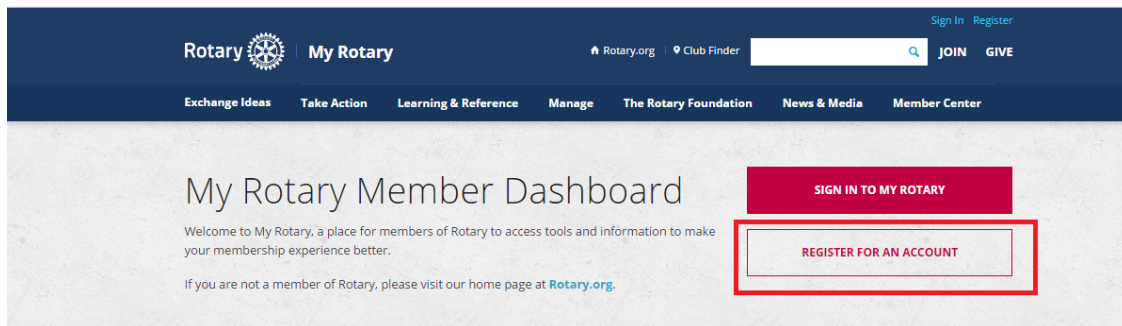 Sign In Register
Rotary My Rotary Rotary.org Club Finder JOIN GIVE
Exchange Ideas Take Action Learning & Reference Manage The Rotary Foundation News & Media Member Center
My Rotary Member Dashboard
SIGN IN TO MY ROTARY
Welcome to My Rotary, a place for members of Rotary to access tools and information to make
your membership experience better.
REGISTER FOR AN ACCOUNT
If you are not a member of Rotary, please visit our home page at Rotary.org.